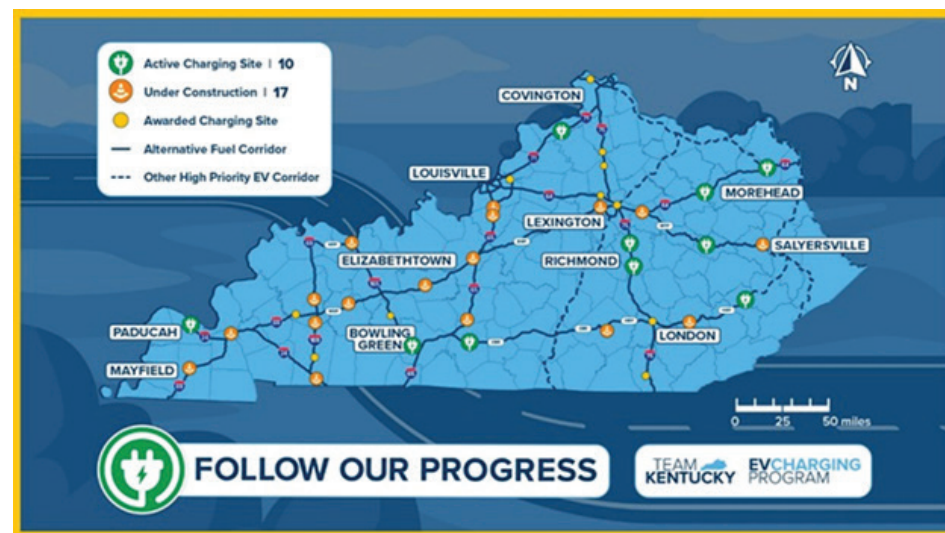 Active Charging Site | 10
Under Construction | 17
Awarded Charging Site
Alternative Fuel Corridor
Other High Priority EV Corridor
N
COVINGTON
LOUISVILLE
MOREHEAD
LEXINGTON
SALYERSVILLE
ELIZABETHTOWN
RICHMOND
PADUCAH
BOWLING
GREEN
LONDON
MAYFIELD
0 25 50 miles
FOLLOW OUR PROGRESS
TEAM
KENTUCKY
EVCHARGING
PROGRAM